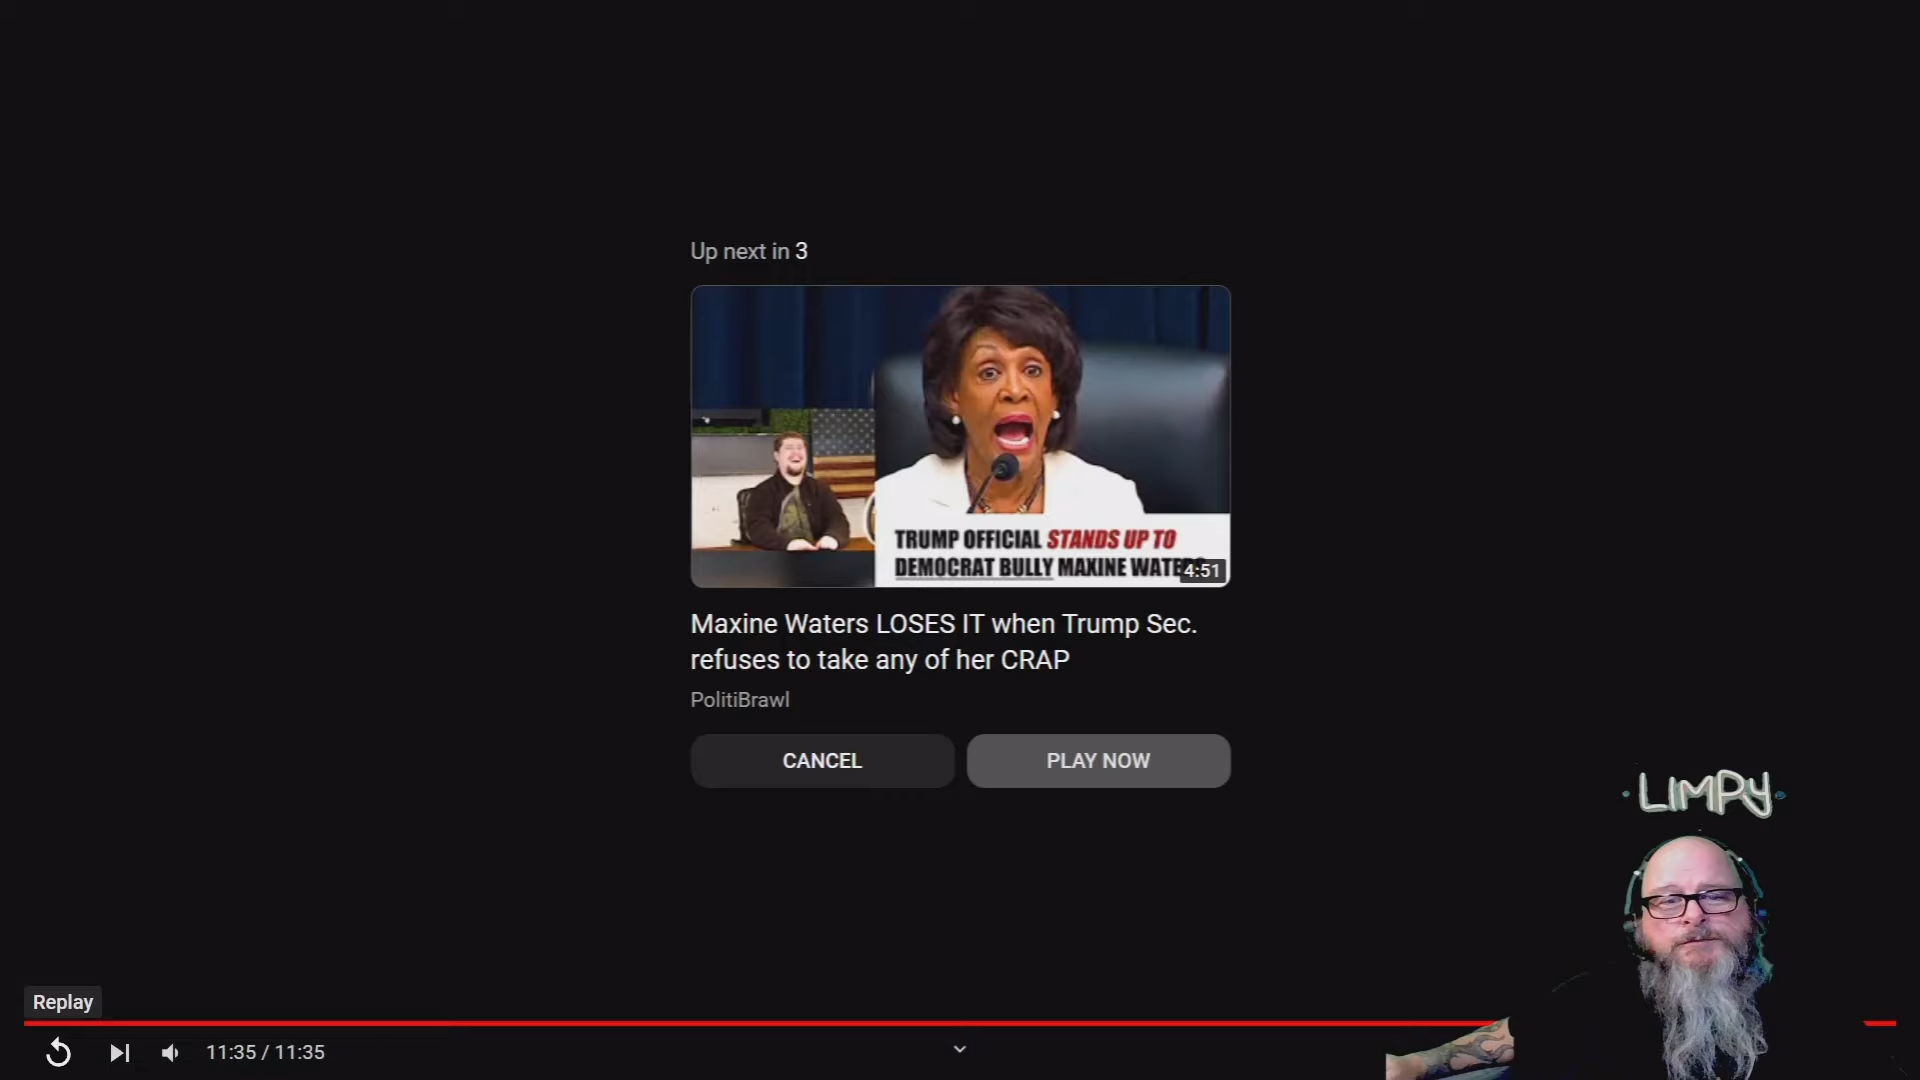 Up next in 3
TRUMP OFFICIAL STANDS UP TO
DEMOCRAT BULLY MAXINE
4:51
Maxine Waters LOSES IT when Trump Sec.
refuses to take any of her CRAP
PolitiBrawl
CANCEL
PLAY NOW
LIMPY
Replay
11:35 / 11:35